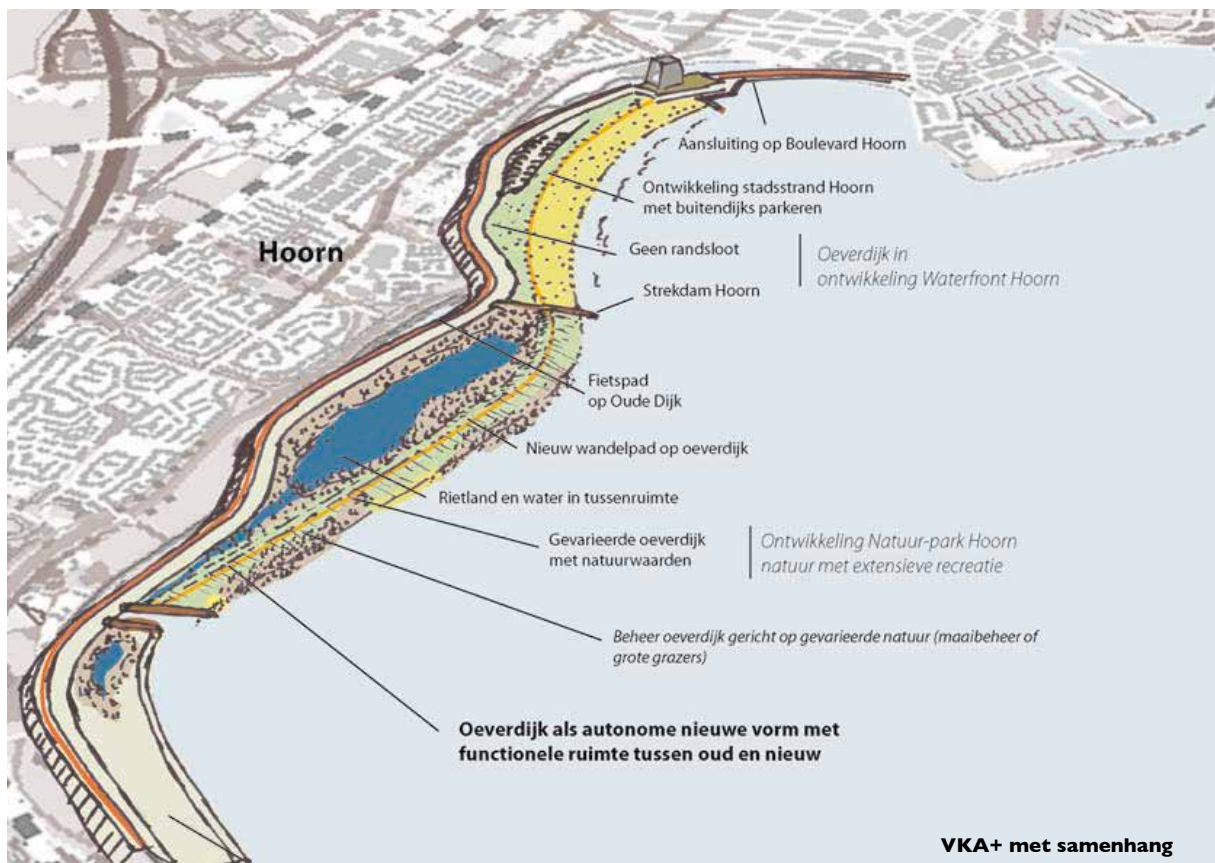 Aansluiting op Boulevard Hoorn
Ontwikkeling stadsstrand Hoorn
met buitendijks parkeren
Hoorn
Geen randsloot
Oeverdijk in
ontwikkeling Waterfront Hoorn
Strekdam Hoorn
Fietspad
op Oude Dijk
Nieuw wandelpad op oeverdijk
Rietland en water in tussenruimte
Gevarieerde oeverdijk
met natuurwaarden
Ontwikkeling Natuur-park Hoorn
natuur met extensieve recreatie
Beheer oeverdijk gericht op gevarieerde natuur (maaibeheer of
grote grazers)
Oeverdijk als autonome nieuwe vorm met
functionele ruimte tussen oud en nieuw
VKA+ met samenhang